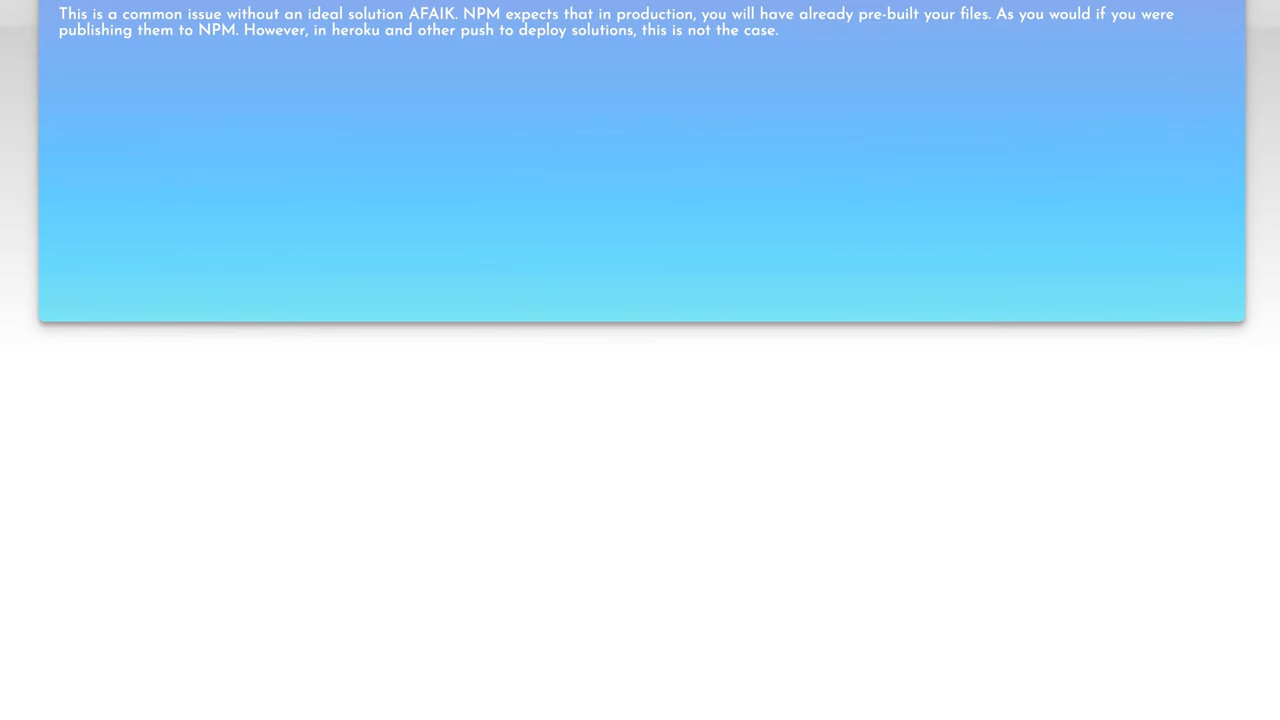 This is a common issue without an ideal solution AFAIK. NPM expects that in production, you will have already pre-built your files. As you would if you were
publishing them to NPM. However, in heroku and other push to deploy solutions, this is not the case.